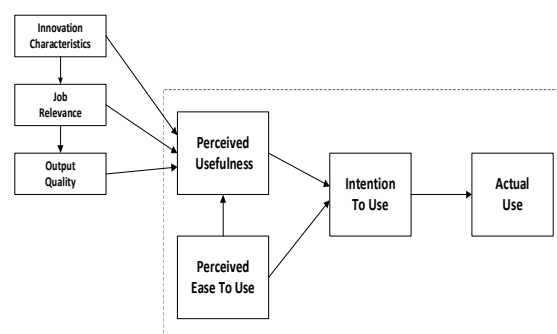 Innovation
Characteristics
Job
Relevance
Output
Quality
Perceived
Usefulness
Perceived
Ease To Use
Intention
To Use
Actual
Use